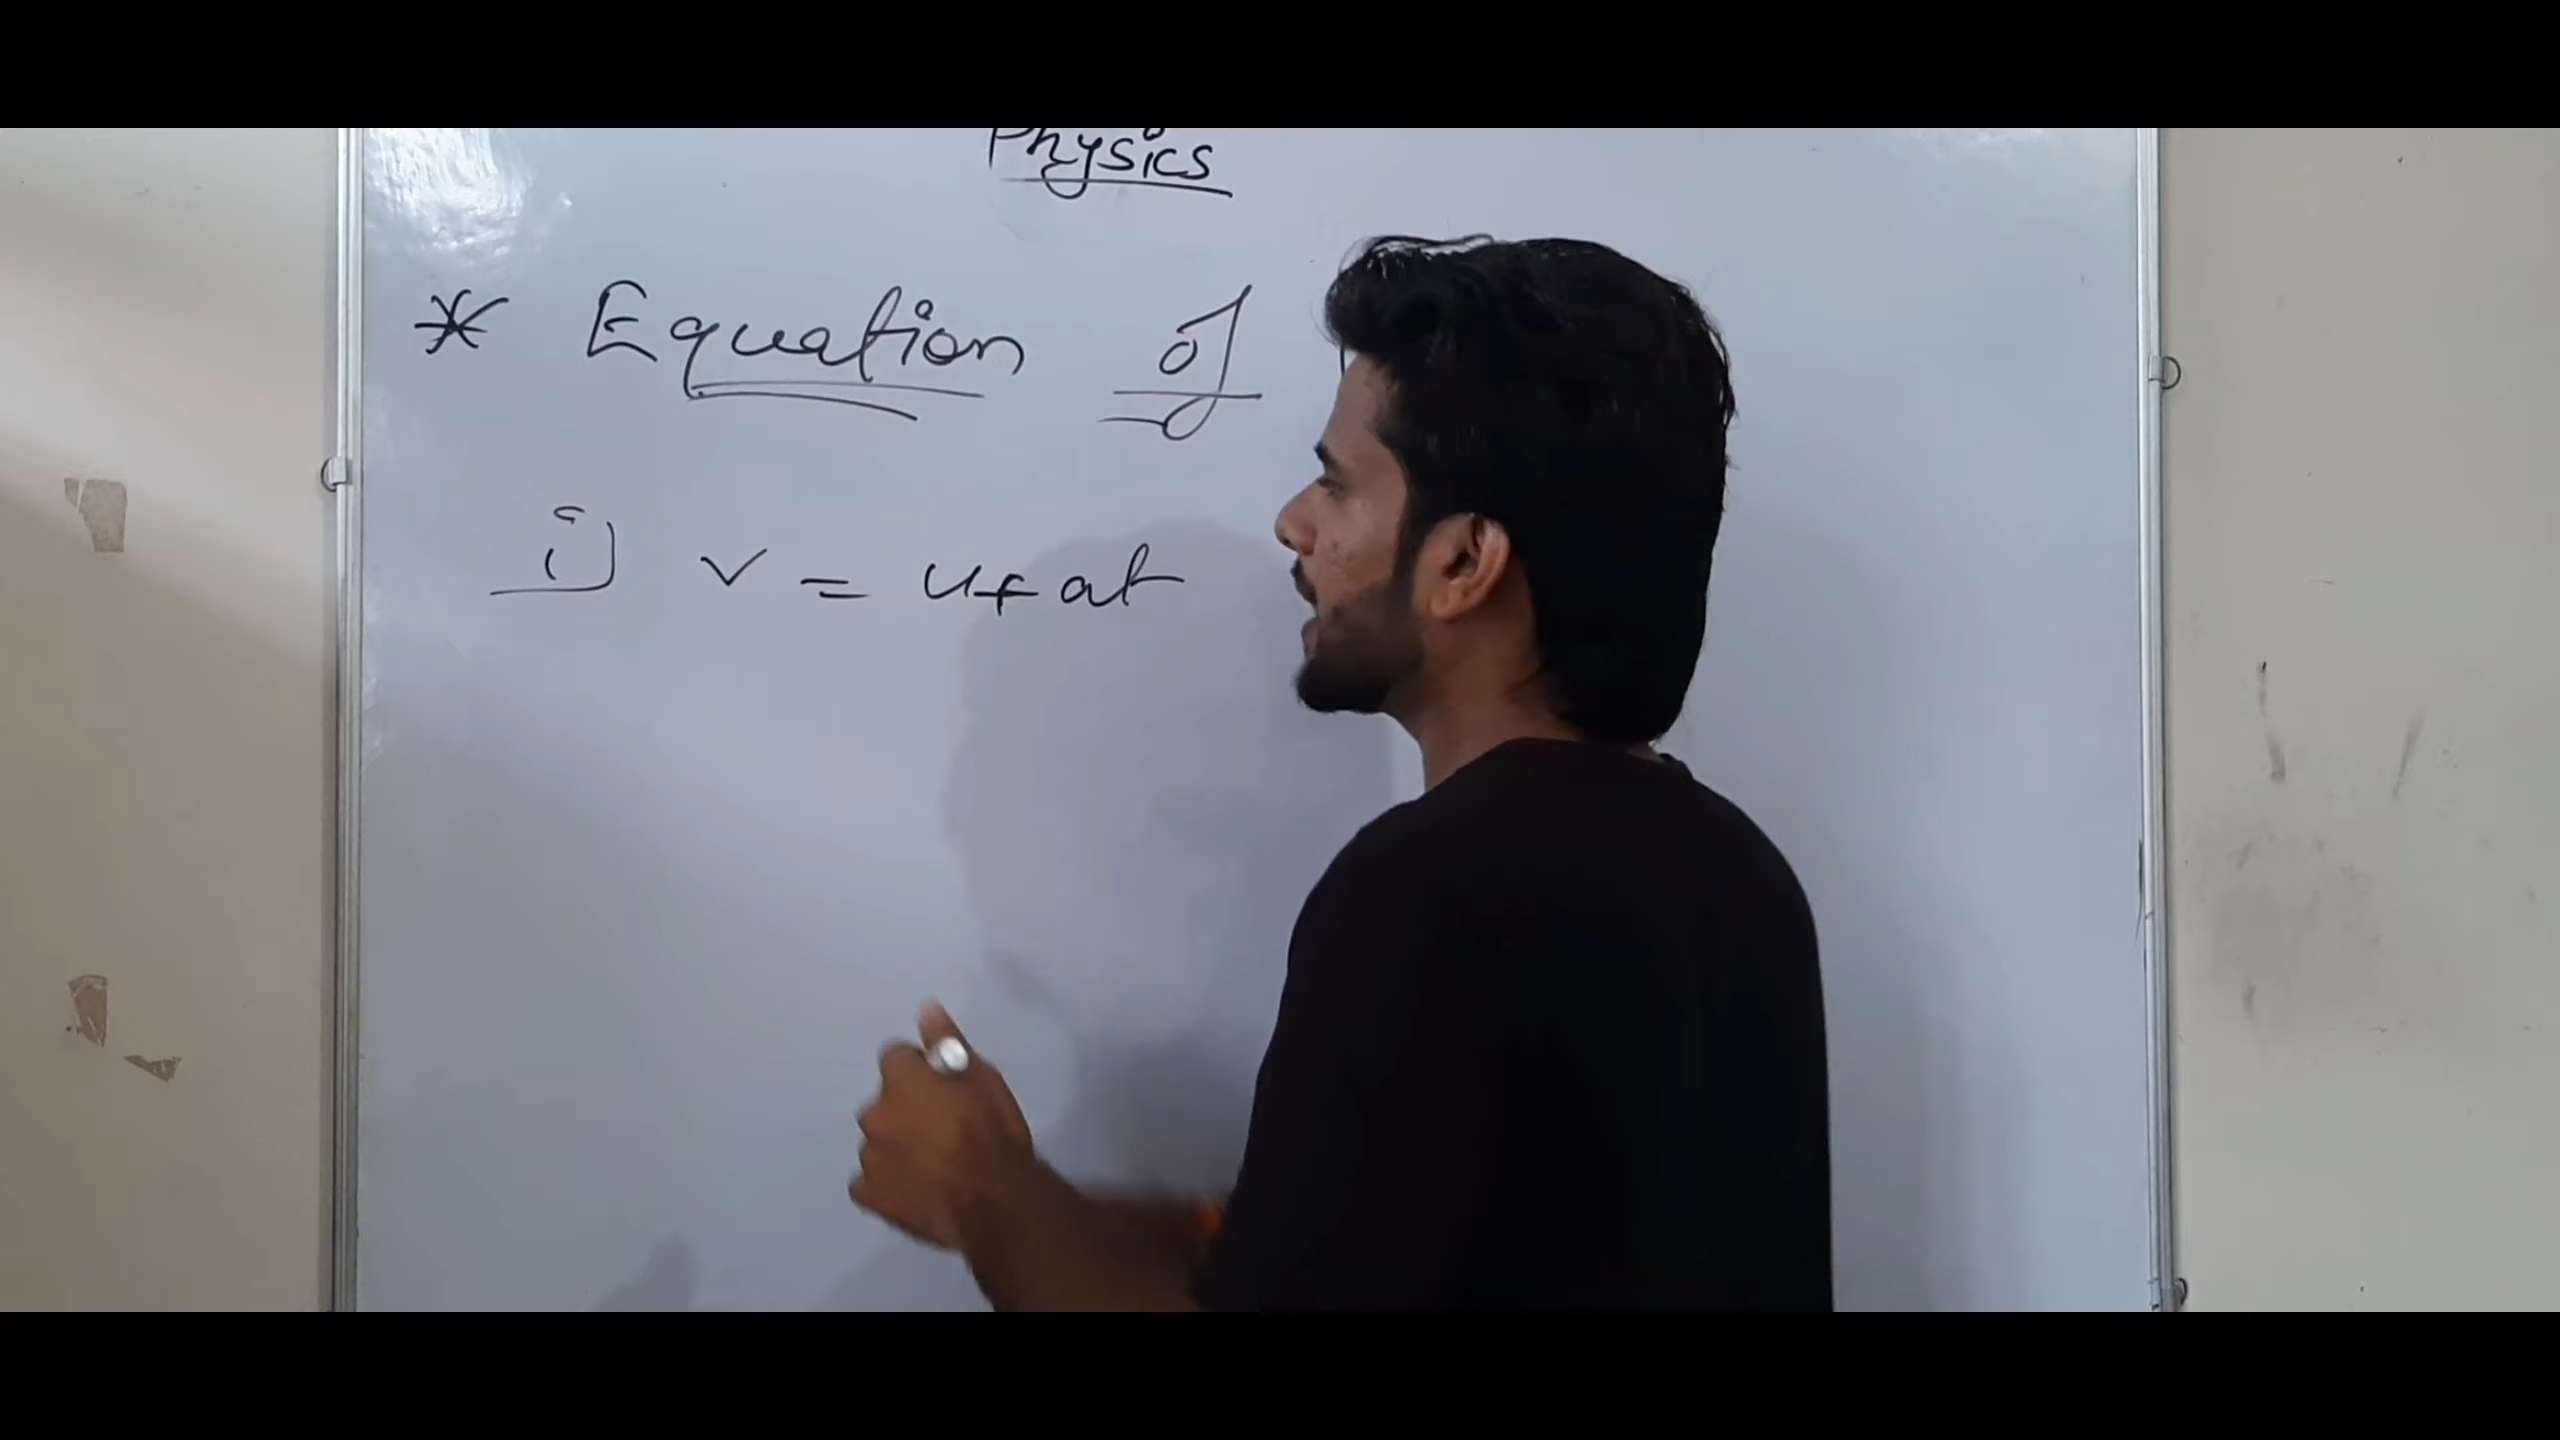 Physics
* Equation of
i) v = u + at